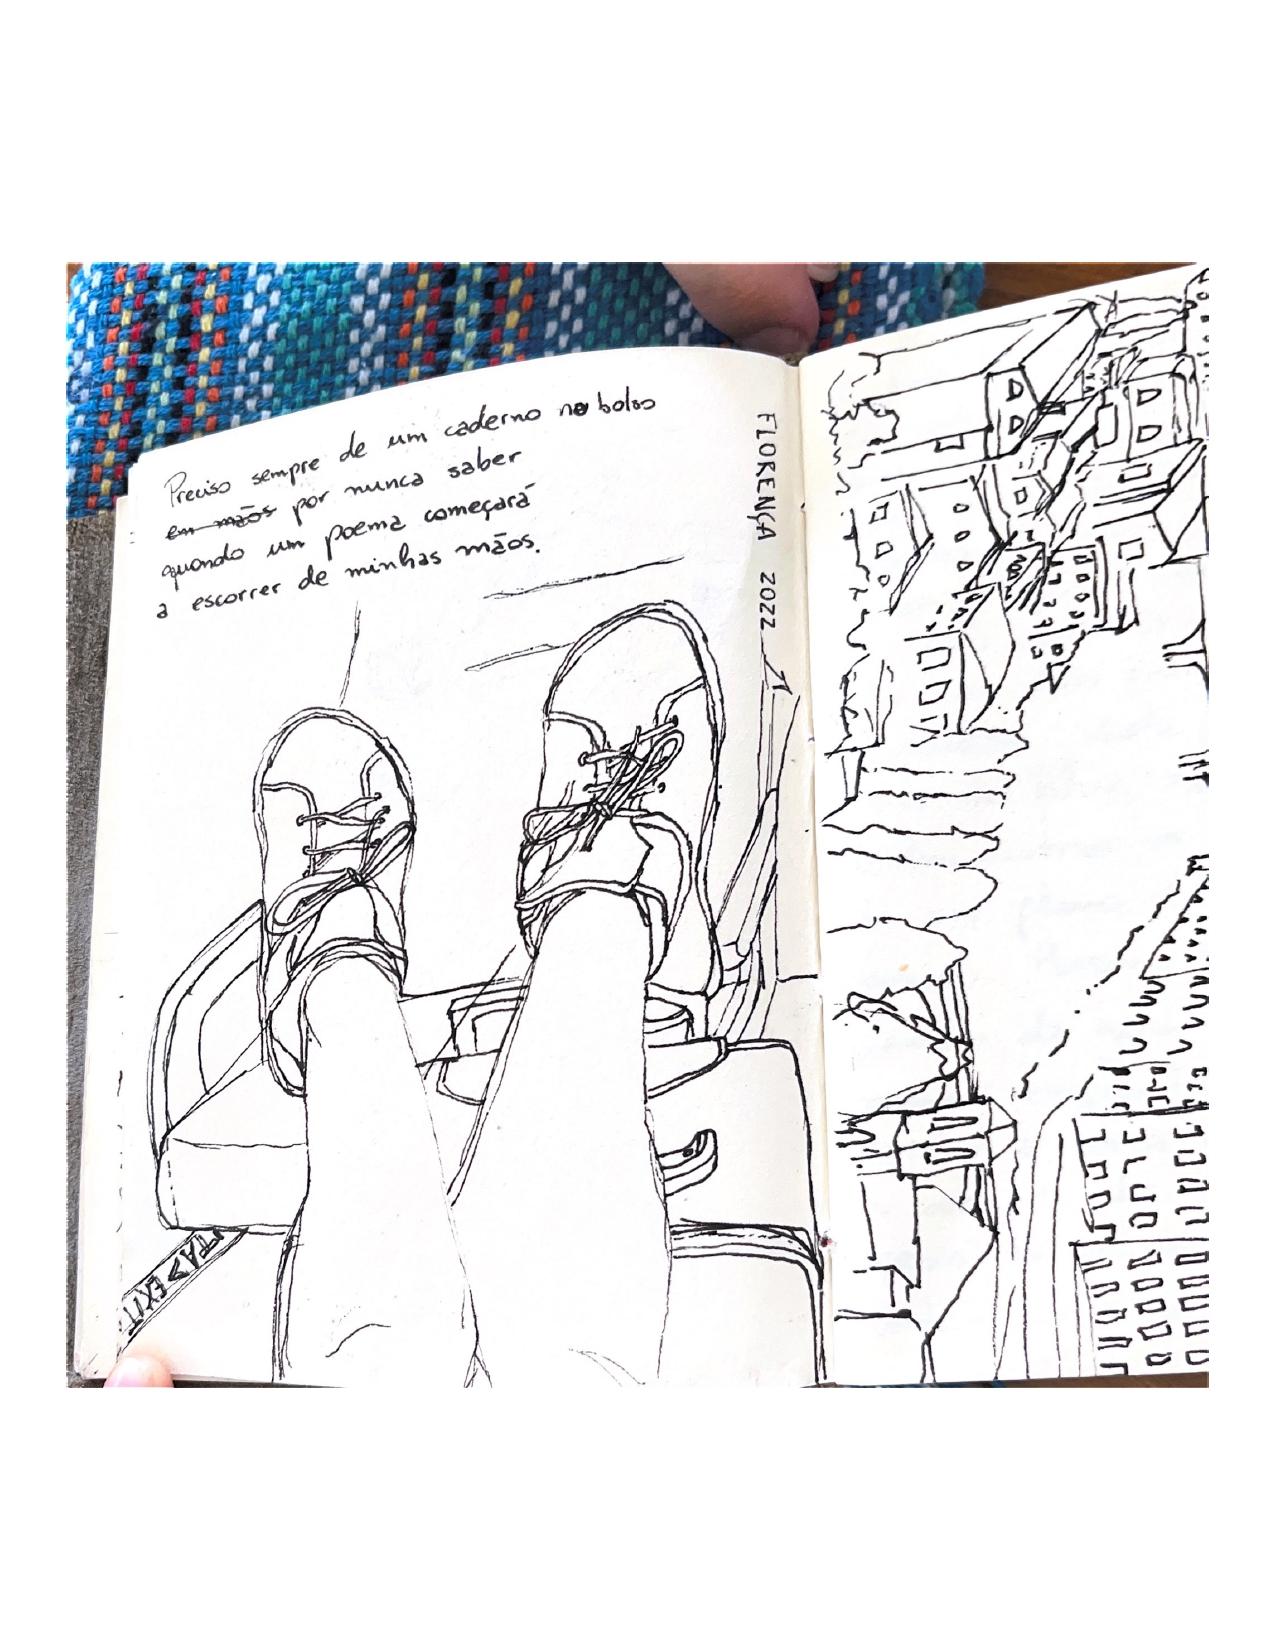 Preciso sempre de um caderno no bolso
em mãos por nunca saber
quando um poema começará
a escorrer de minhas mãos.
FLORENÇA 2022
TA> EXIT